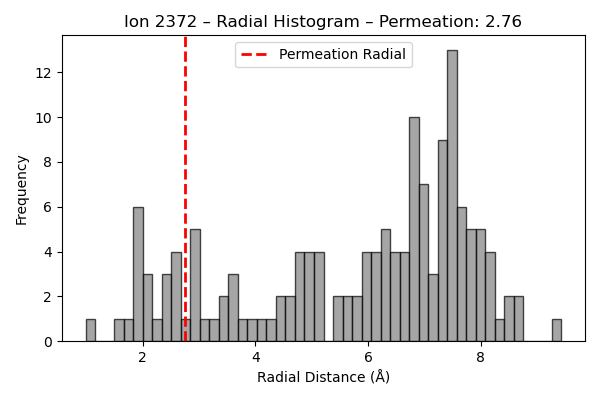 Ion 2372 – Radial Histogram – Permeation: 2.76
Permeation Radial
Frequency
12
10
8
6
4
2
0
2
4
6
8
Radial Distance (Å)